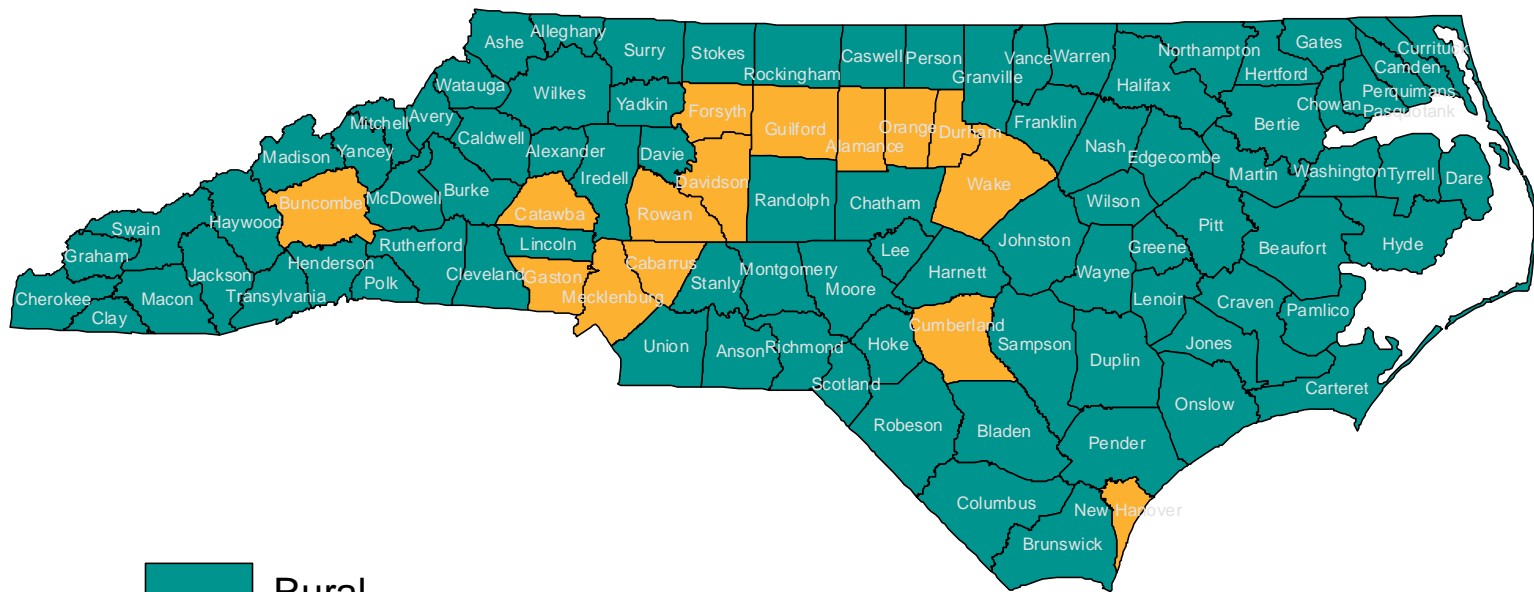 Ashe
Alleghany
Surry
Stokes
Rockingham
Caswell
Person
Granville
Vance
Warren
Northampton
Gates
Currituck
Camden
Halifax
Hertford
Perquimans
Pasquotank
Chowan
Bertie
Watauga
Wilkes
Yadkin
Forsyth
Guilford
Alamance
Orange
Durham
Franklin
Nash
Edgecombe
Martin
Washington
Tyrrell
Dare
Mitchell
Avery
Caldwell
Alexander
Madison
Yancey
Iredell
Davie
Davidson
Randolph
Chatham
Wake
Wilson
Pitt
Beaufort
Hyde
Buncombe
McDowell
Burke
Catawba
Rowan
Johnston
Greene
Swain
Haywood
Graham
Jackson
Henderson
Rutherford
Lincoln
Cleveland
Gaston
Mecklenburg
Cabarrus
Stanly
Montgomery
Moore
Lee
Harnett
Wayne
Lenoir
Craven
Pamlico
Cherokee
Clay
Macon
Transylvania
Polk
Union
Anson
Richmond
Scotland
Hoke
Cumberland
Sampson
Duplin
Jones
Onslow
Carteret
Robeson
Bladen
Pender
Columbus
New Hanover
Brunswick
Rural